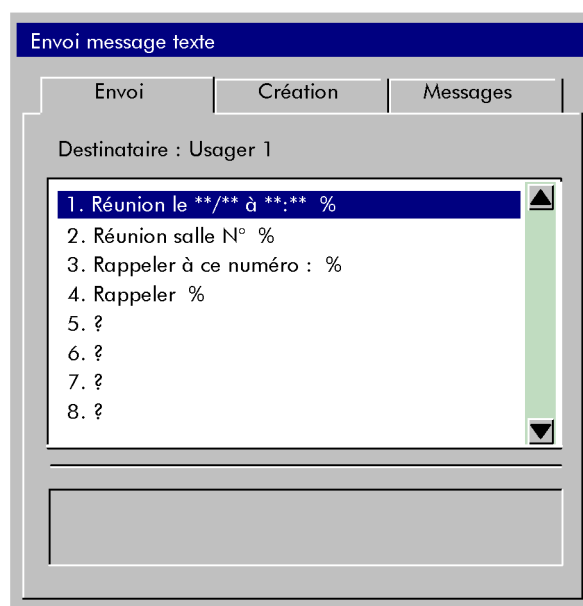 Envoi message texte
Envoi Création Messages
Destinataire : Usager 1
1. Réunion le **/** à **:** %
2. Réunion salle N° %
3. Rappeler à ce numéro : %
4. Rappeler %
5. ?
6. ?
7. ?
8. ?